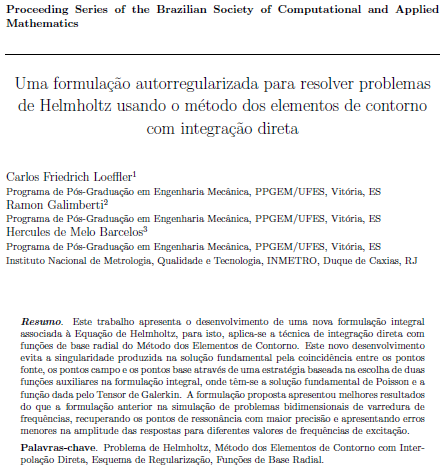 Proceeding Series of the Brazilian Society of Computational and Applied
Mathematics
Uma formulação autorregularizada para resolver problemas
de Helmholtz usando o método dos elementos de contorno
com integração direta
Carlos Friedrich Loeffler¹
Programa de Pós-Graduação em Engenharia Mecânica, PPGEM/UFES, Vitória, ES
Ramon Galimberti²
Programa de Pós-Graduação em Engenharia Mecânica, PPGEM/UFES, Vitória, ES
Hercules de Melo Barcelos³
Programa de Pós-Graduação em Engenharia Mecânica, PPGEM/UFES, Vitória, ES
Instituto Nacional de Metrologia, Qualidade e Tecnologia, INMETRO, Duque de Caxias, RJ
Resumo. Este trabalho apresenta o desenvolvimento de uma nova formulação integral
associada à Equação de Helmholtz, para isto, aplica-se a técnica de integração direta com
funções de base radial do Método dos Elementos de Contorno. Este novo desenvolvimento
evita a singularidade produzida na solução fundamental pela coincidência entre os pontos
fonte, os pontos campo e os pontos base através de uma estratégia baseada na escolha de duas
funções auxiliares na formulação integral, onde têm-se a solução fundamental de Poisson e a
função dada pelo Tensor de Galerkin. A formulação proposta apresentou melhores resultados
do que a formulação anterior na simulação de problemas bidimensionais de varredura de
frequências, recuperando os pontos de ressonância com maior precisão e apresentando erros
menores na amplitude das respostas para diferentes valores de frequências de excitação.
Palavras-chave. Problema de Helmholtz, Método dos Elementos de Contorno com Inter-
polação Direta, Esquema de Regularização, Funções de Base Radial.